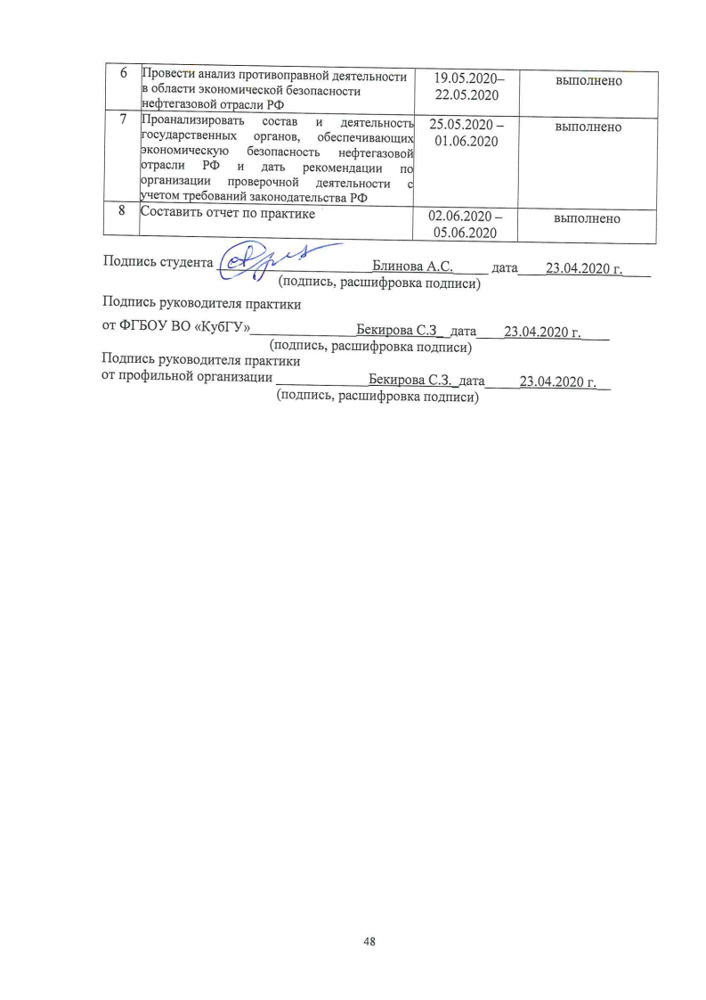 6 Провести анализ противоправной деятельности 19.05.2020– выполнено
в области экономической безопасности 22.05.2020
нефтегазовой отрасли РФ
7 Проанализировать состав и деятельность 25.05.2020 – выполнено
государственных органов, обеспечивающих 01.06.2020
экономическую безопасность нефтегазовой
отрасли РФ и дать рекомендации по
организации проверочной деятельности с
учетом требований законодательства РФ
8 Составить отчет по практике 02.06.2020 – выполнено
05.06.2020
Подпись студента Блинова А.С. дата 23.04.2020 г.
(подпись, расшифровка подписи)
Подпись руководителя практики
от ФГБОУ ВО «КубГУ» Бекирова С.З дата 23.04.2020 г.
(подпись, расшифровка подписи)
Подпись руководителя практики
от профильной организации Бекирова С.З. дата 23.04.2020 г.
(подпись, расшифровка подписи)
48